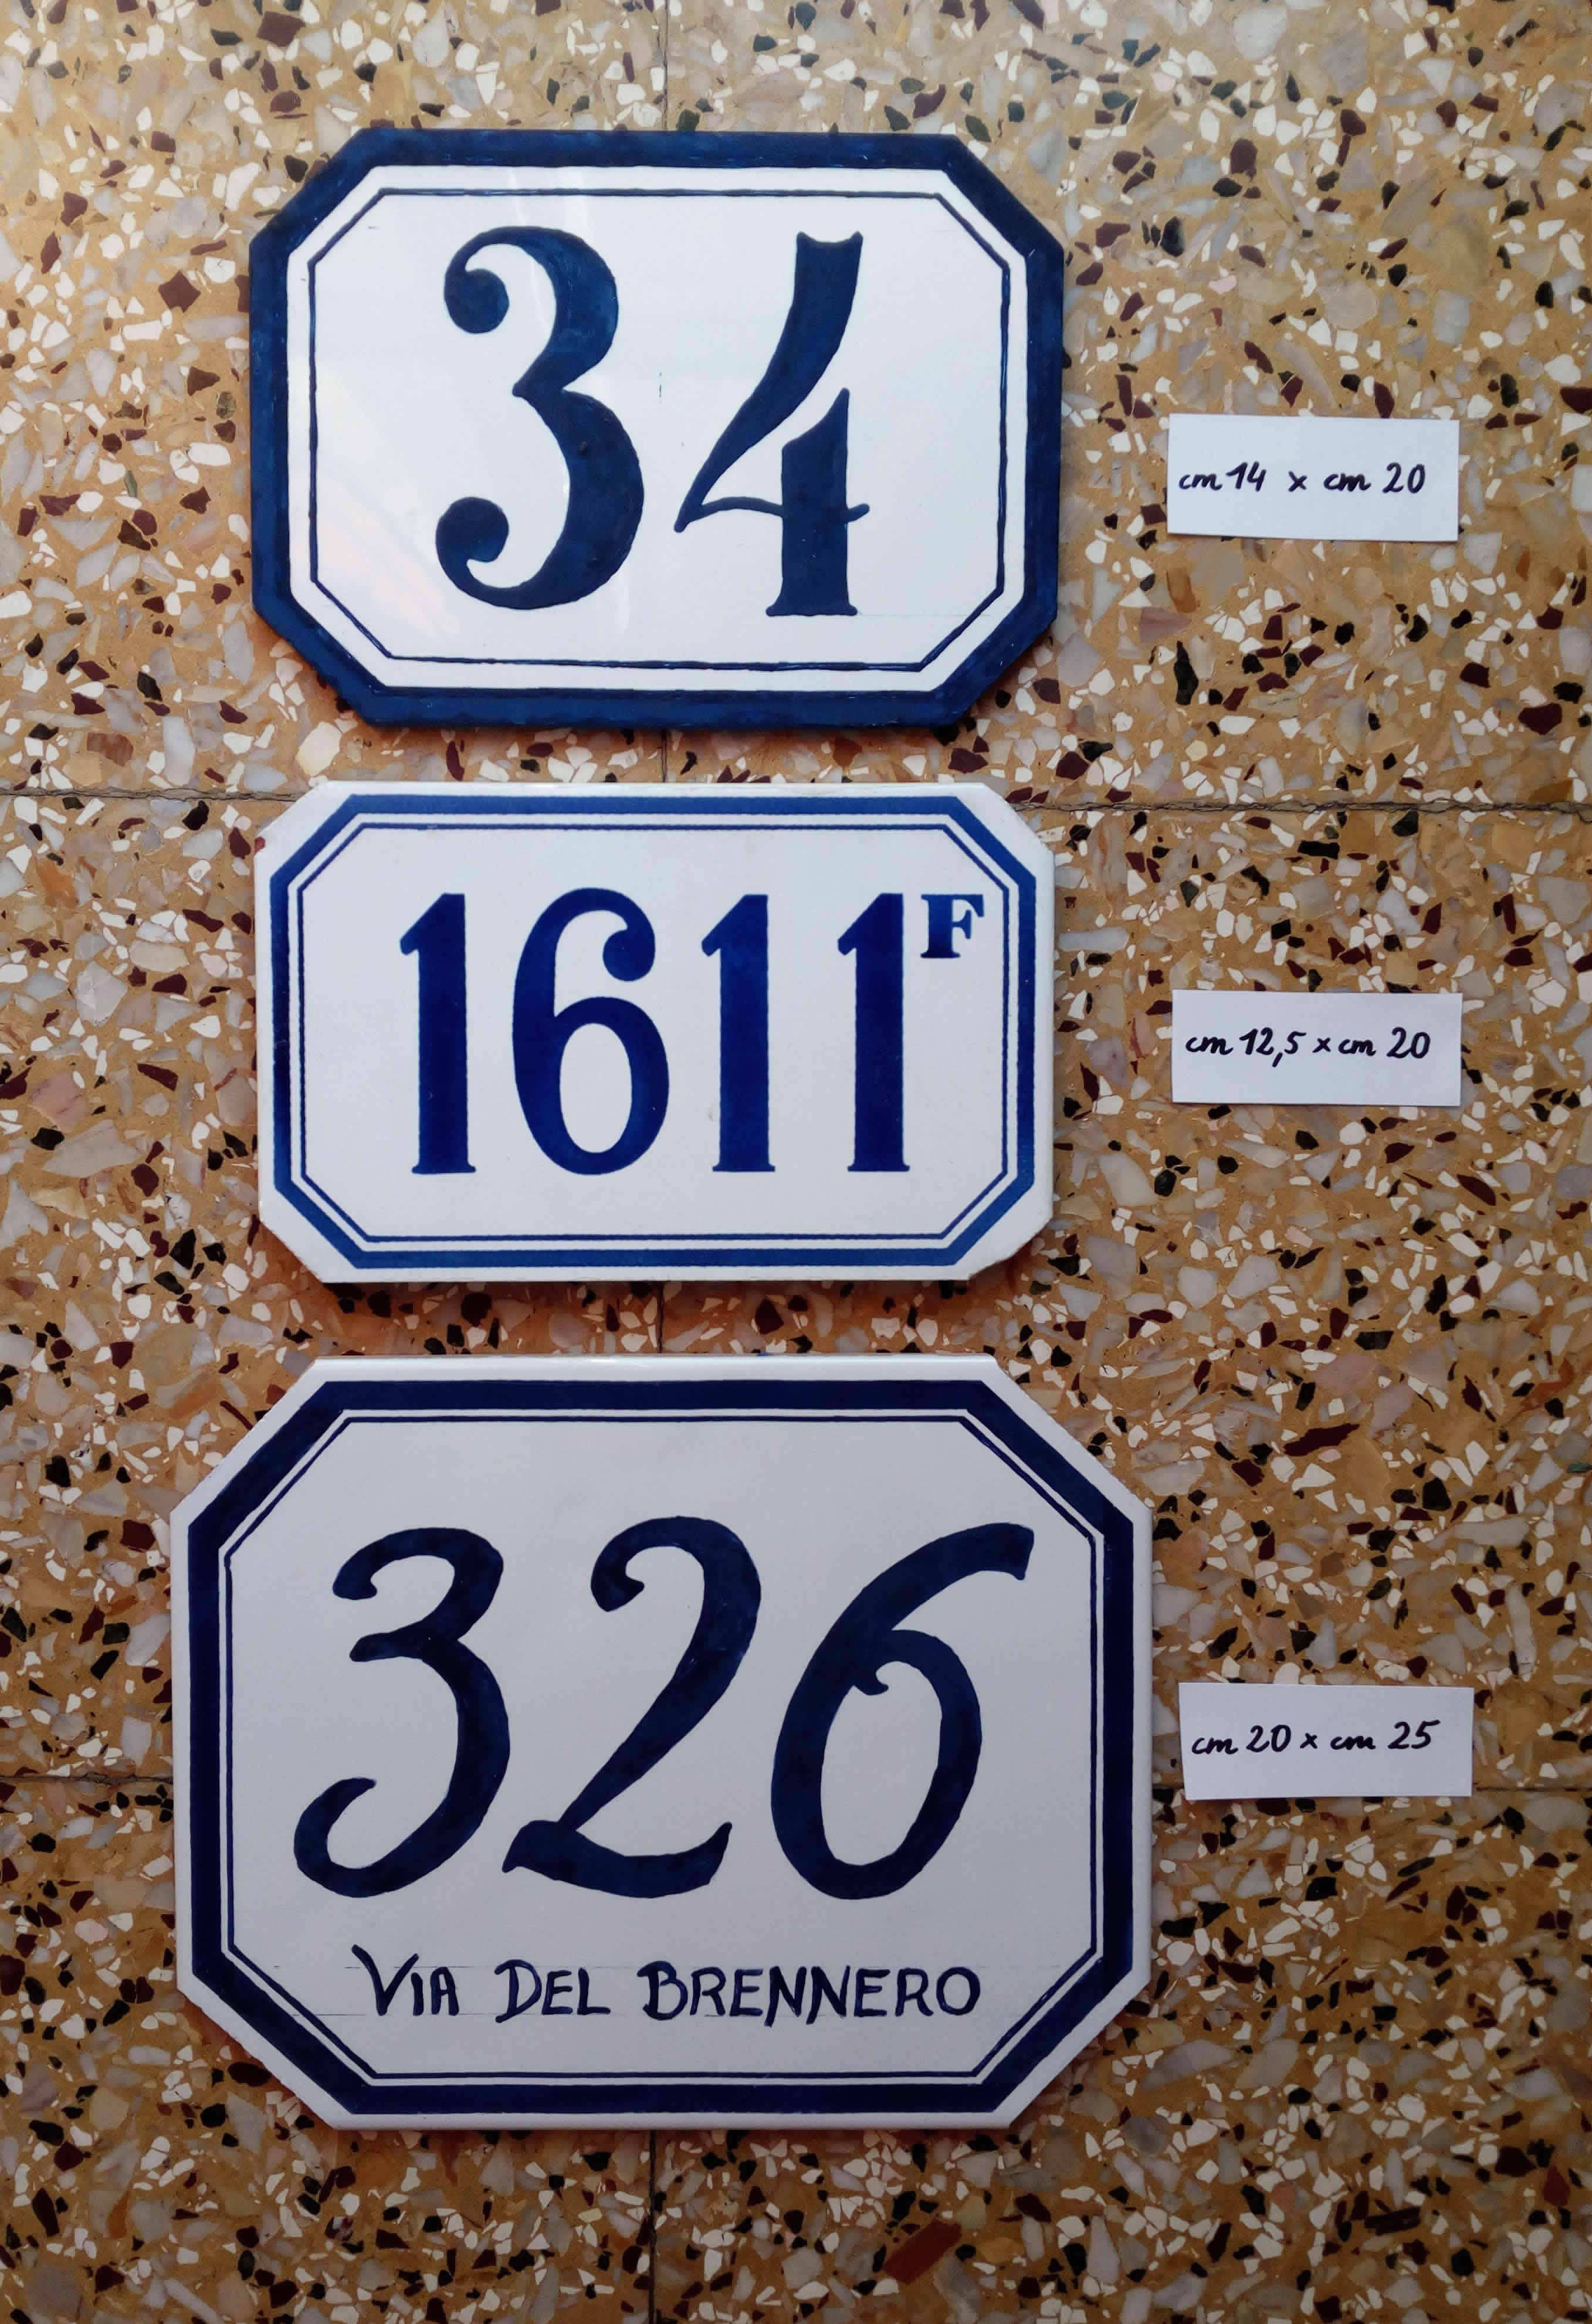 34
cm 14 x cm 20
1611F
cm 12,5 x cm 20
326
VIA DEL BRENNERO
cm 20 x cm 25